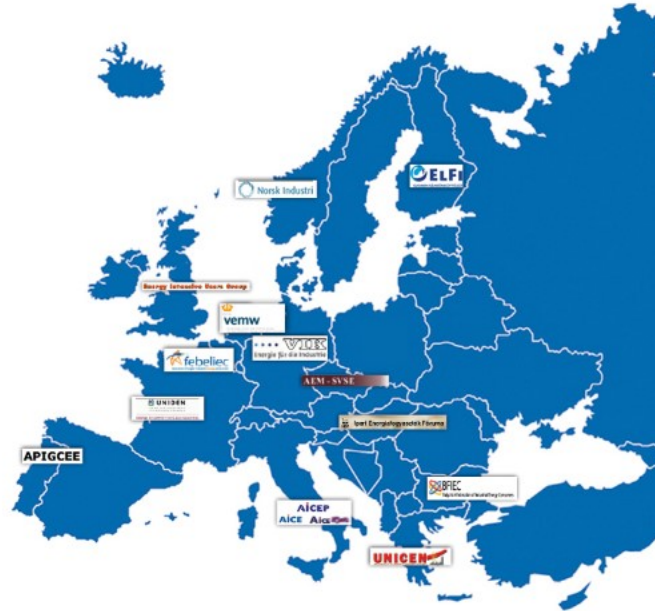 ELFi
Norsk Industri
Energy Intensive Users Group
vemw
VIK
Energie für die Industrie
febeliec
AEM - SVSE
UNIDEN
Ipari Energiafogyasztók Fóruma
APIGCEE
BFIEC
AICEP
AICE
UNICEN